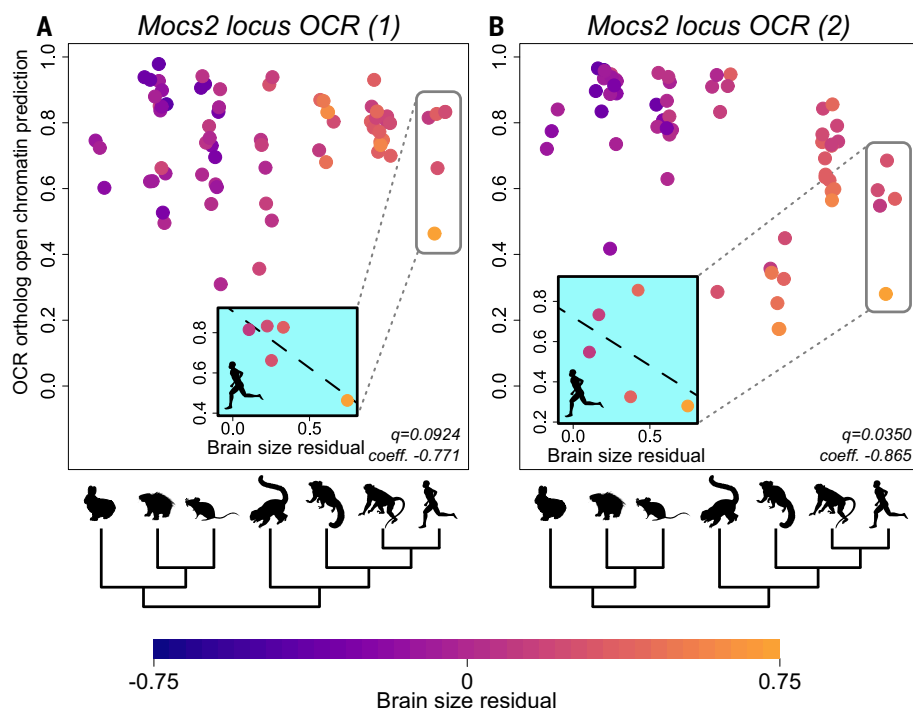 A
Mocs2 locus OCR (1)
OCR ortholog open chromatin prediction
1.0
0.8
0.6
0.4
0.2
0.0
0.8
0.6
0.4
0.0
0.5
Brain size residual
q=0.0924
coeff. -0.771
B
Mocs2 locus OCR (2)
1.0
0.8
0.6
0.4
0.2
0.0
0.8
0.6
0.4
0.2
0.0
0.5
Brain size residual
q=0.0350
coeff. -0.865
-0.75
0
0.75
Brain size residual